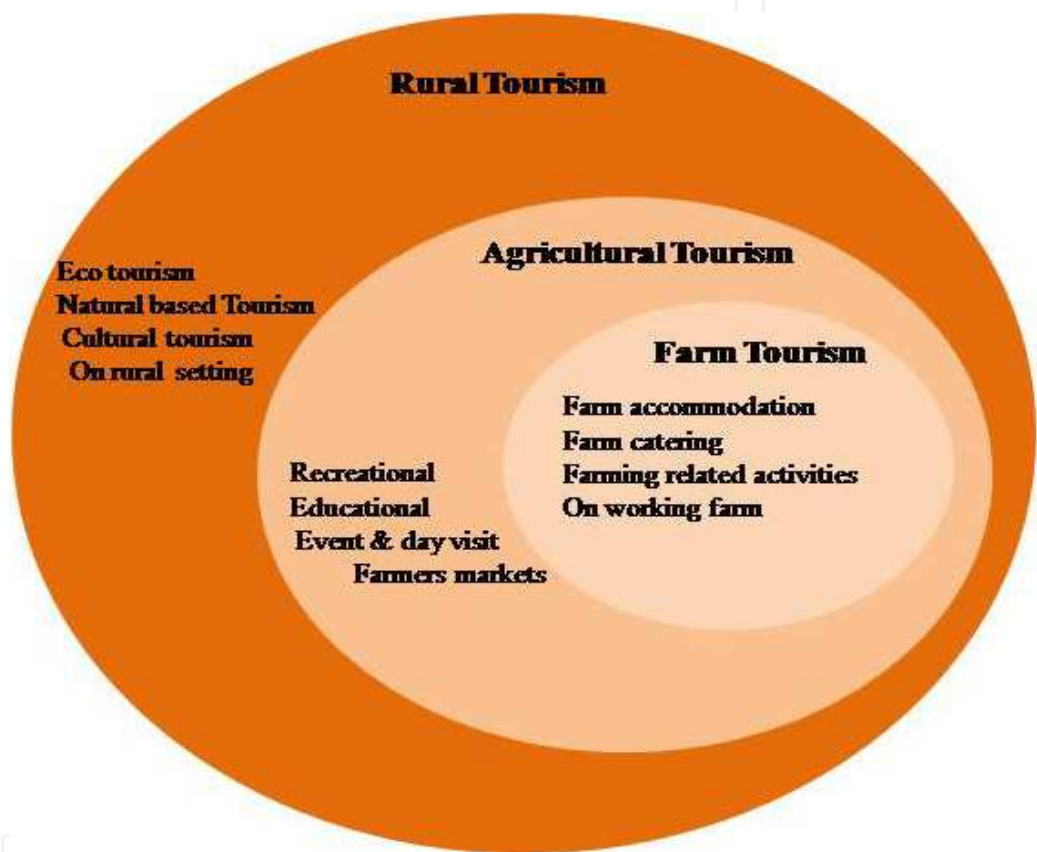 Rural Tourism
Agricultural Tourism
Eco tourism
Natural based Tourism
Cultural tourism
On rural setting
Farm Tourism
Farm accommodation
Farm catering
Farming related activities
On working farm
Recreational
Educational
Event & day visit
Farmers markets